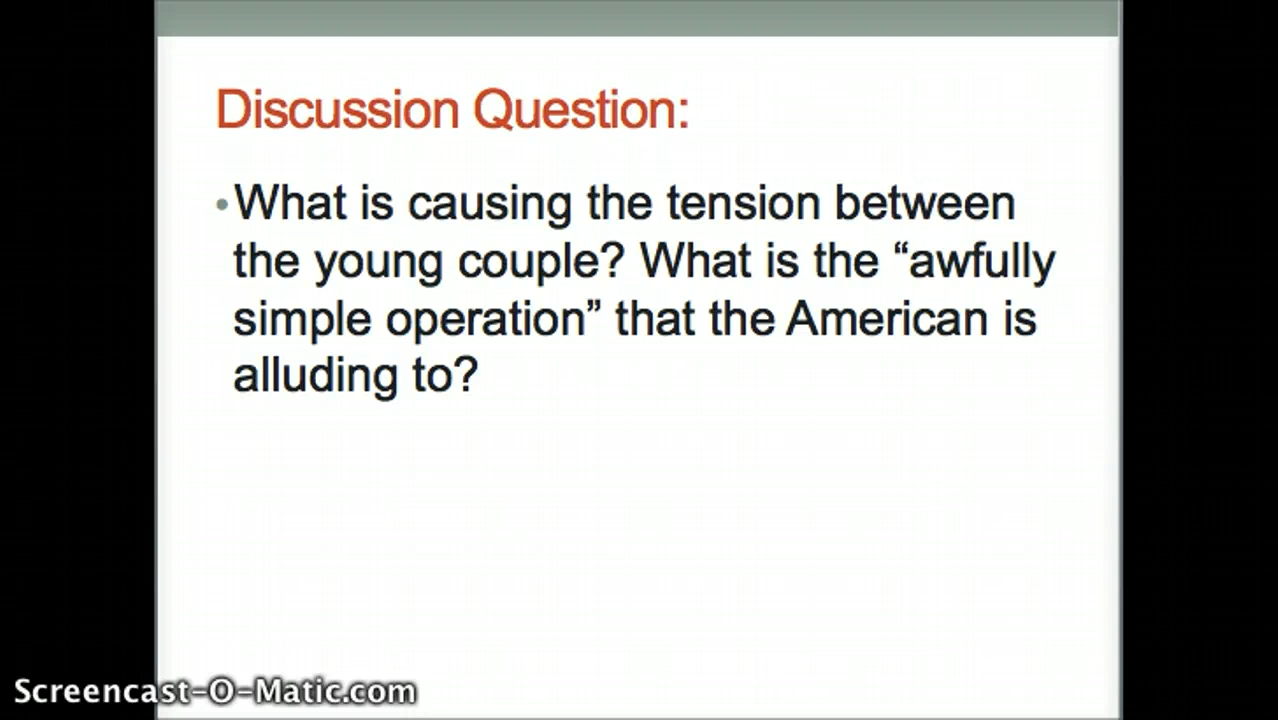 Discussion Question:
•What is causing the tension between
the young couple? What is the “awfully
simple operation” that the American is
alluding to?
Screencast-O-Matic.com